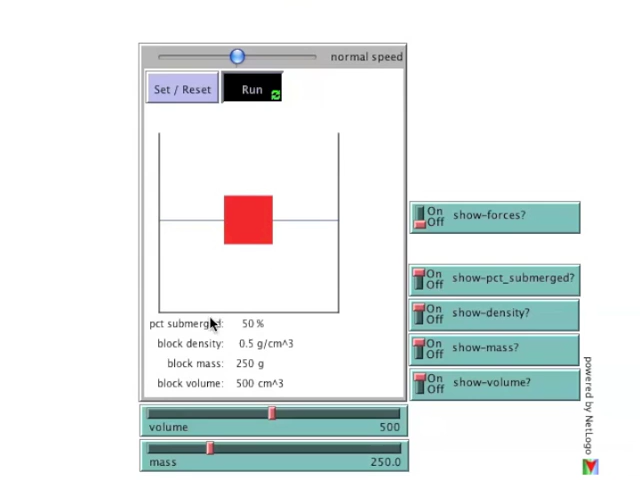 normal speed
Set / Reset
Run
On
Off
show-forces?
On
Off
show-pct_submerged?
On
Off
show-density?
On
Off
show-mass?
On
Off
show-volume?
pct submerged: 50 %
block density: 0.5 g/cm^3
block mass: 250 g
block volume: 500 cm^3
volume 500
mass 250.0
powered by NetLogo